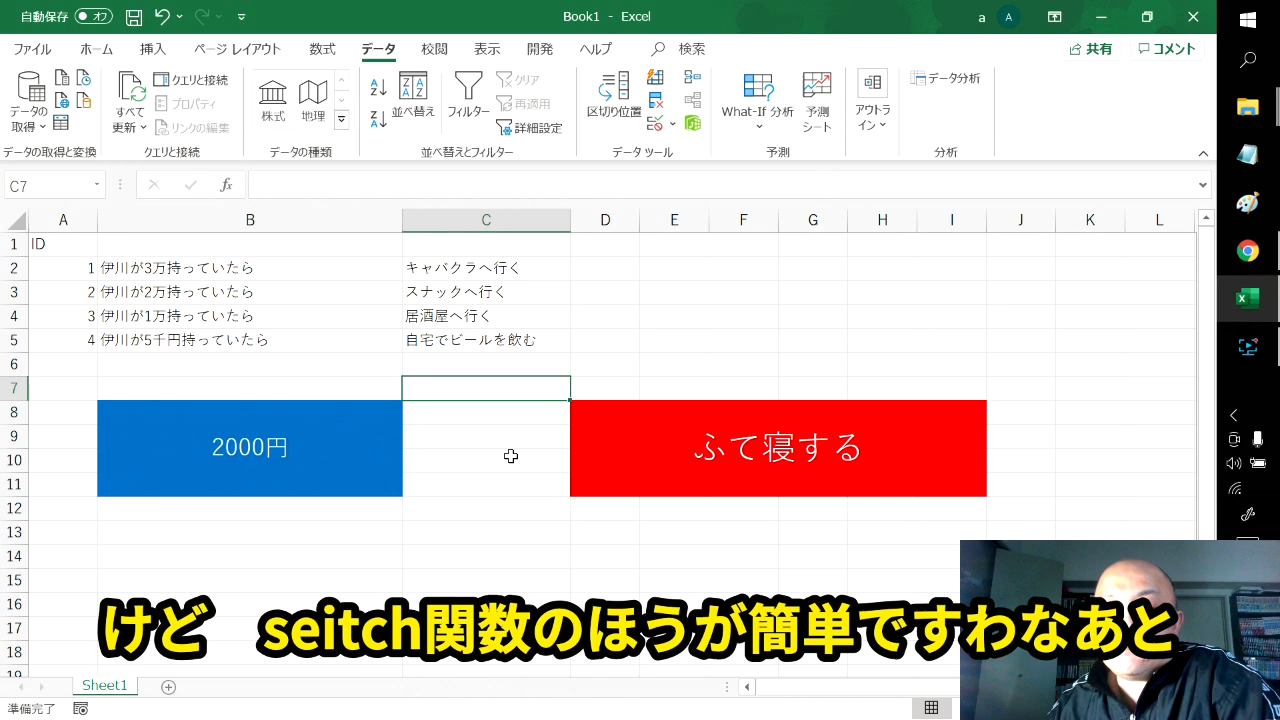 自動保存 オフ Book1 - Excel a A
ファイル ホーム 挿入 ページ レイアウト 数式 データ 校閲 表示 開発 ヘルプ 検索 共有 コメント
データの取得 すべて更新 クエリと接続 プロパティ リンクの編集 株式 地理 並べ替え フィルター クリア 再適用 詳細設定 区切り位置 What-If 分析 予測シート アウトライン データ分析
データの取得と変換 クエリと接続 データの種類 並べ替えとフィルター データ ツール 予測 分析
C7 fx
A B C D E F G H I J K L
1 ID
2 1 伊川が3万持っていたら キャバクラへ行く
3 2 伊川が2万持っていたら スナックへ行く
4 3 伊川が1万持っていたら 居酒屋へ行く
5 4 伊川が5千円持っていたら 自宅でビールを飲む
6
7
8
9 2000円 ふて寝する
10
11
12
13
14
15
16
17
18
19
けど seitch関数のほうが簡単ですわなあと
Sheet1
準備完了